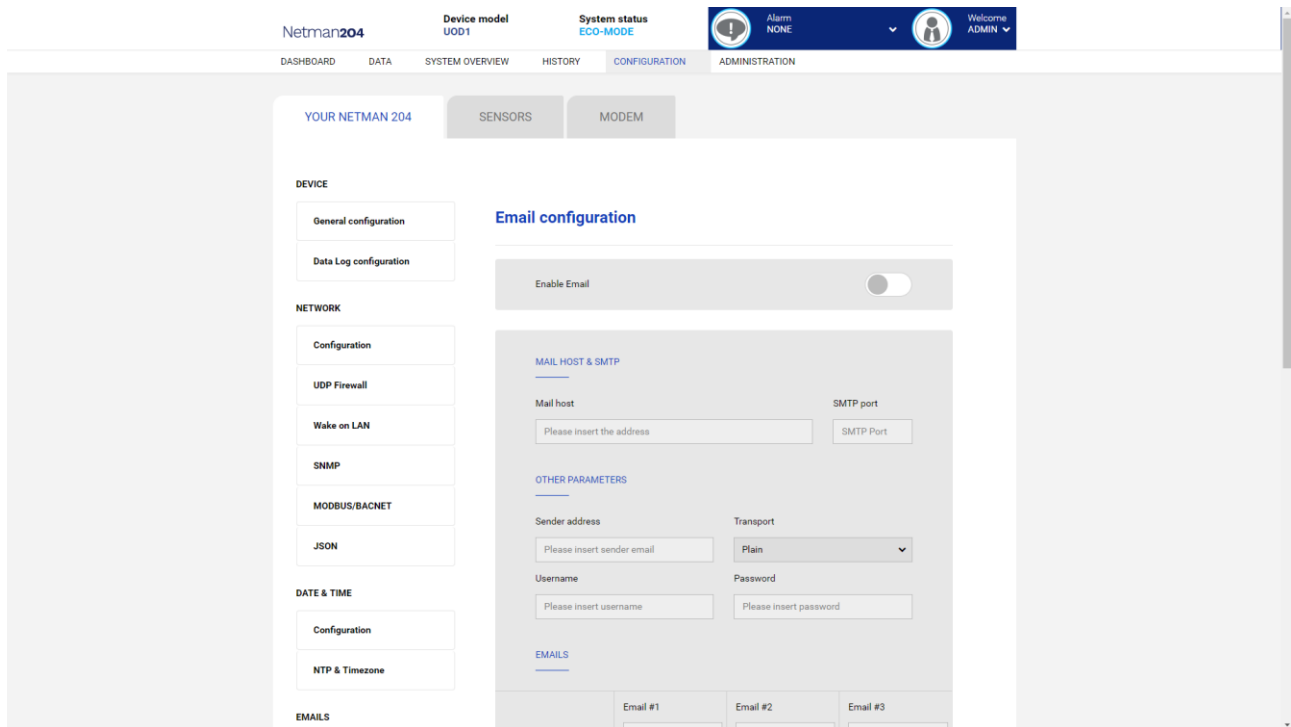 Netman204
Device model
UOD1
System status
ECO-MODE
Alarm
NONE
Welcome
ADMIN
DASHBOARD DATA SYSTEM OVERVIEW HISTORY CONFIGURATION ADMINISTRATION
YOUR NETMAN 204 SENSORS MODEM
DEVICE
General configuration
Data Log configuration
NETWORK
Configuration
UDP Firewall
Wake on LAN
SNMP
MODBUS/BACNET
JSON
DATE & TIME
Configuration
NTP & Timezone
EMAILS
Email configuration
Enable Email
MAIL HOST & SMTP
Mail host SMTP port
Please insert the address SMTP Port
OTHER PARAMETERS
Sender address Transport
Please insert sender email Plain
Username Password
Please insert username Please insert password
EMAILS
Email #1 Email #2 Email #3